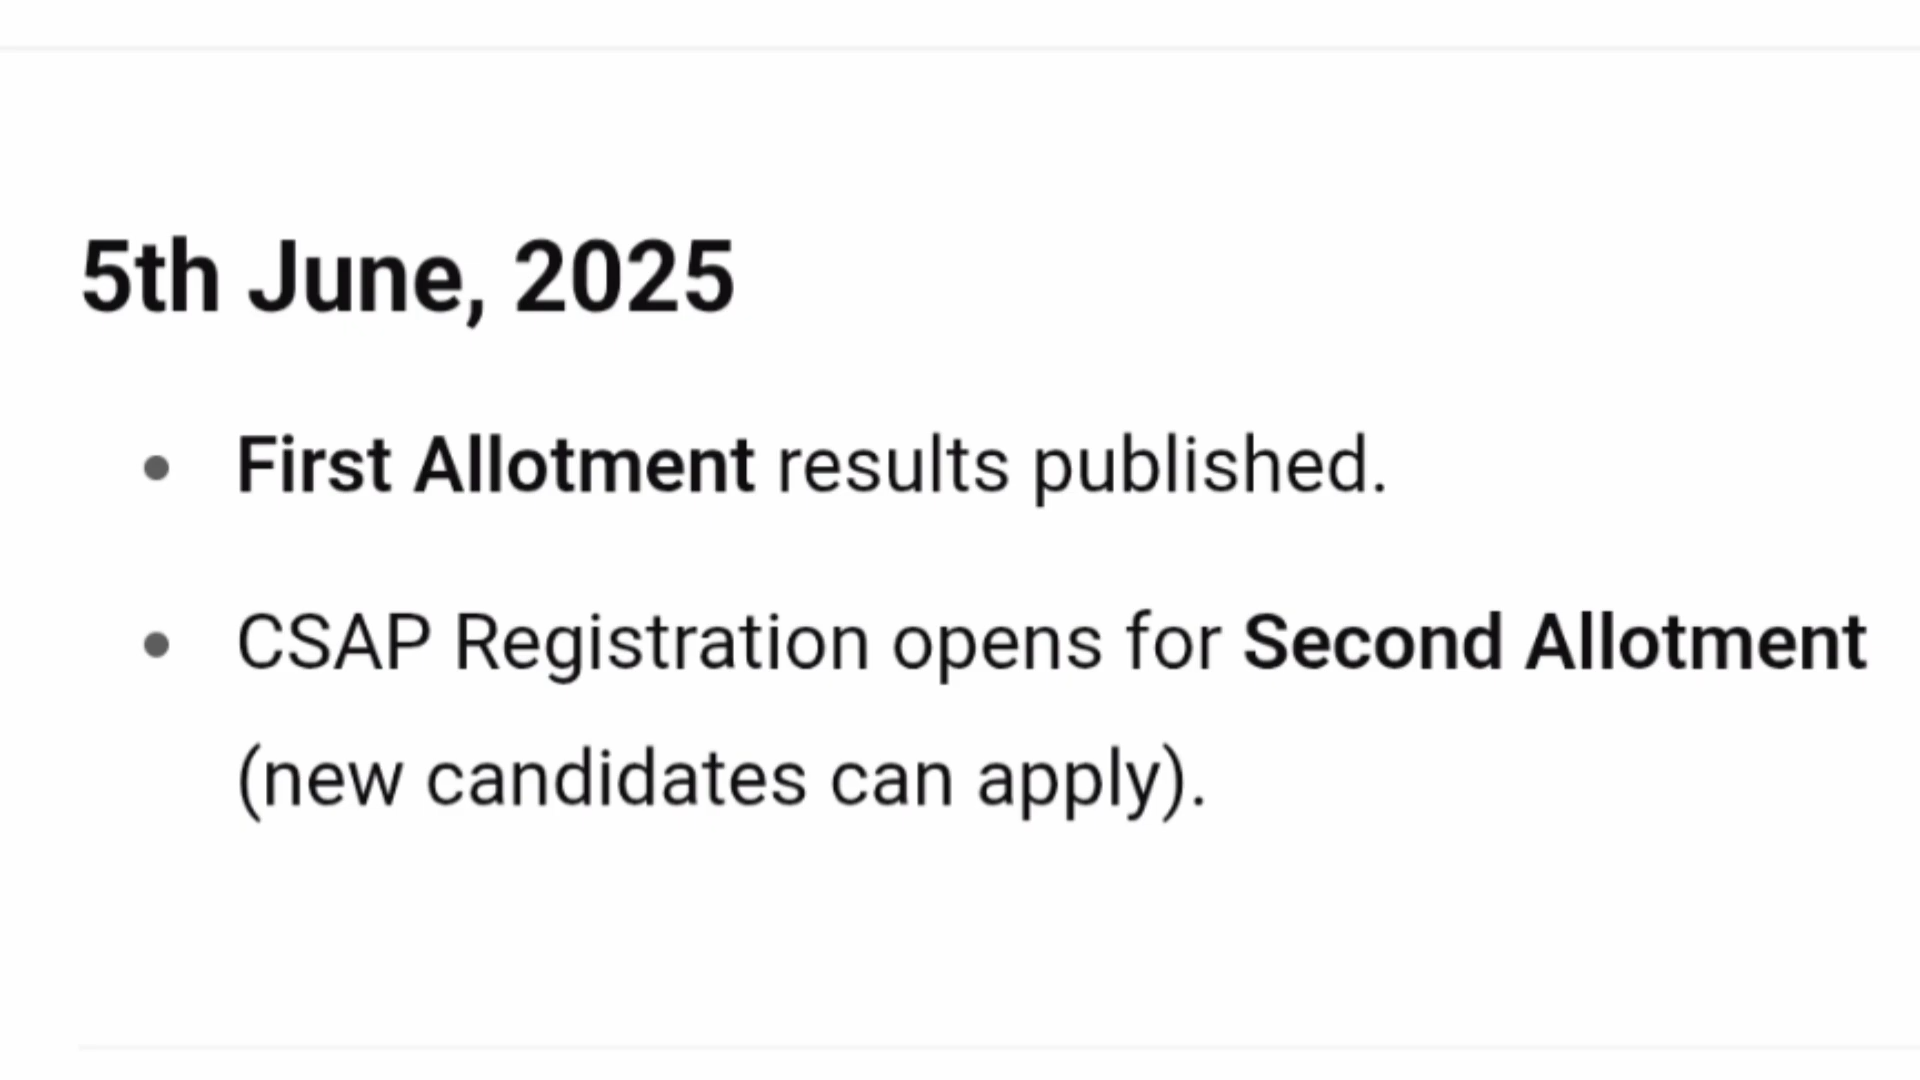 5th June, 2025
First Allotment results published.
CSAP Registration opens for Second Allotment
(new candidates can apply).